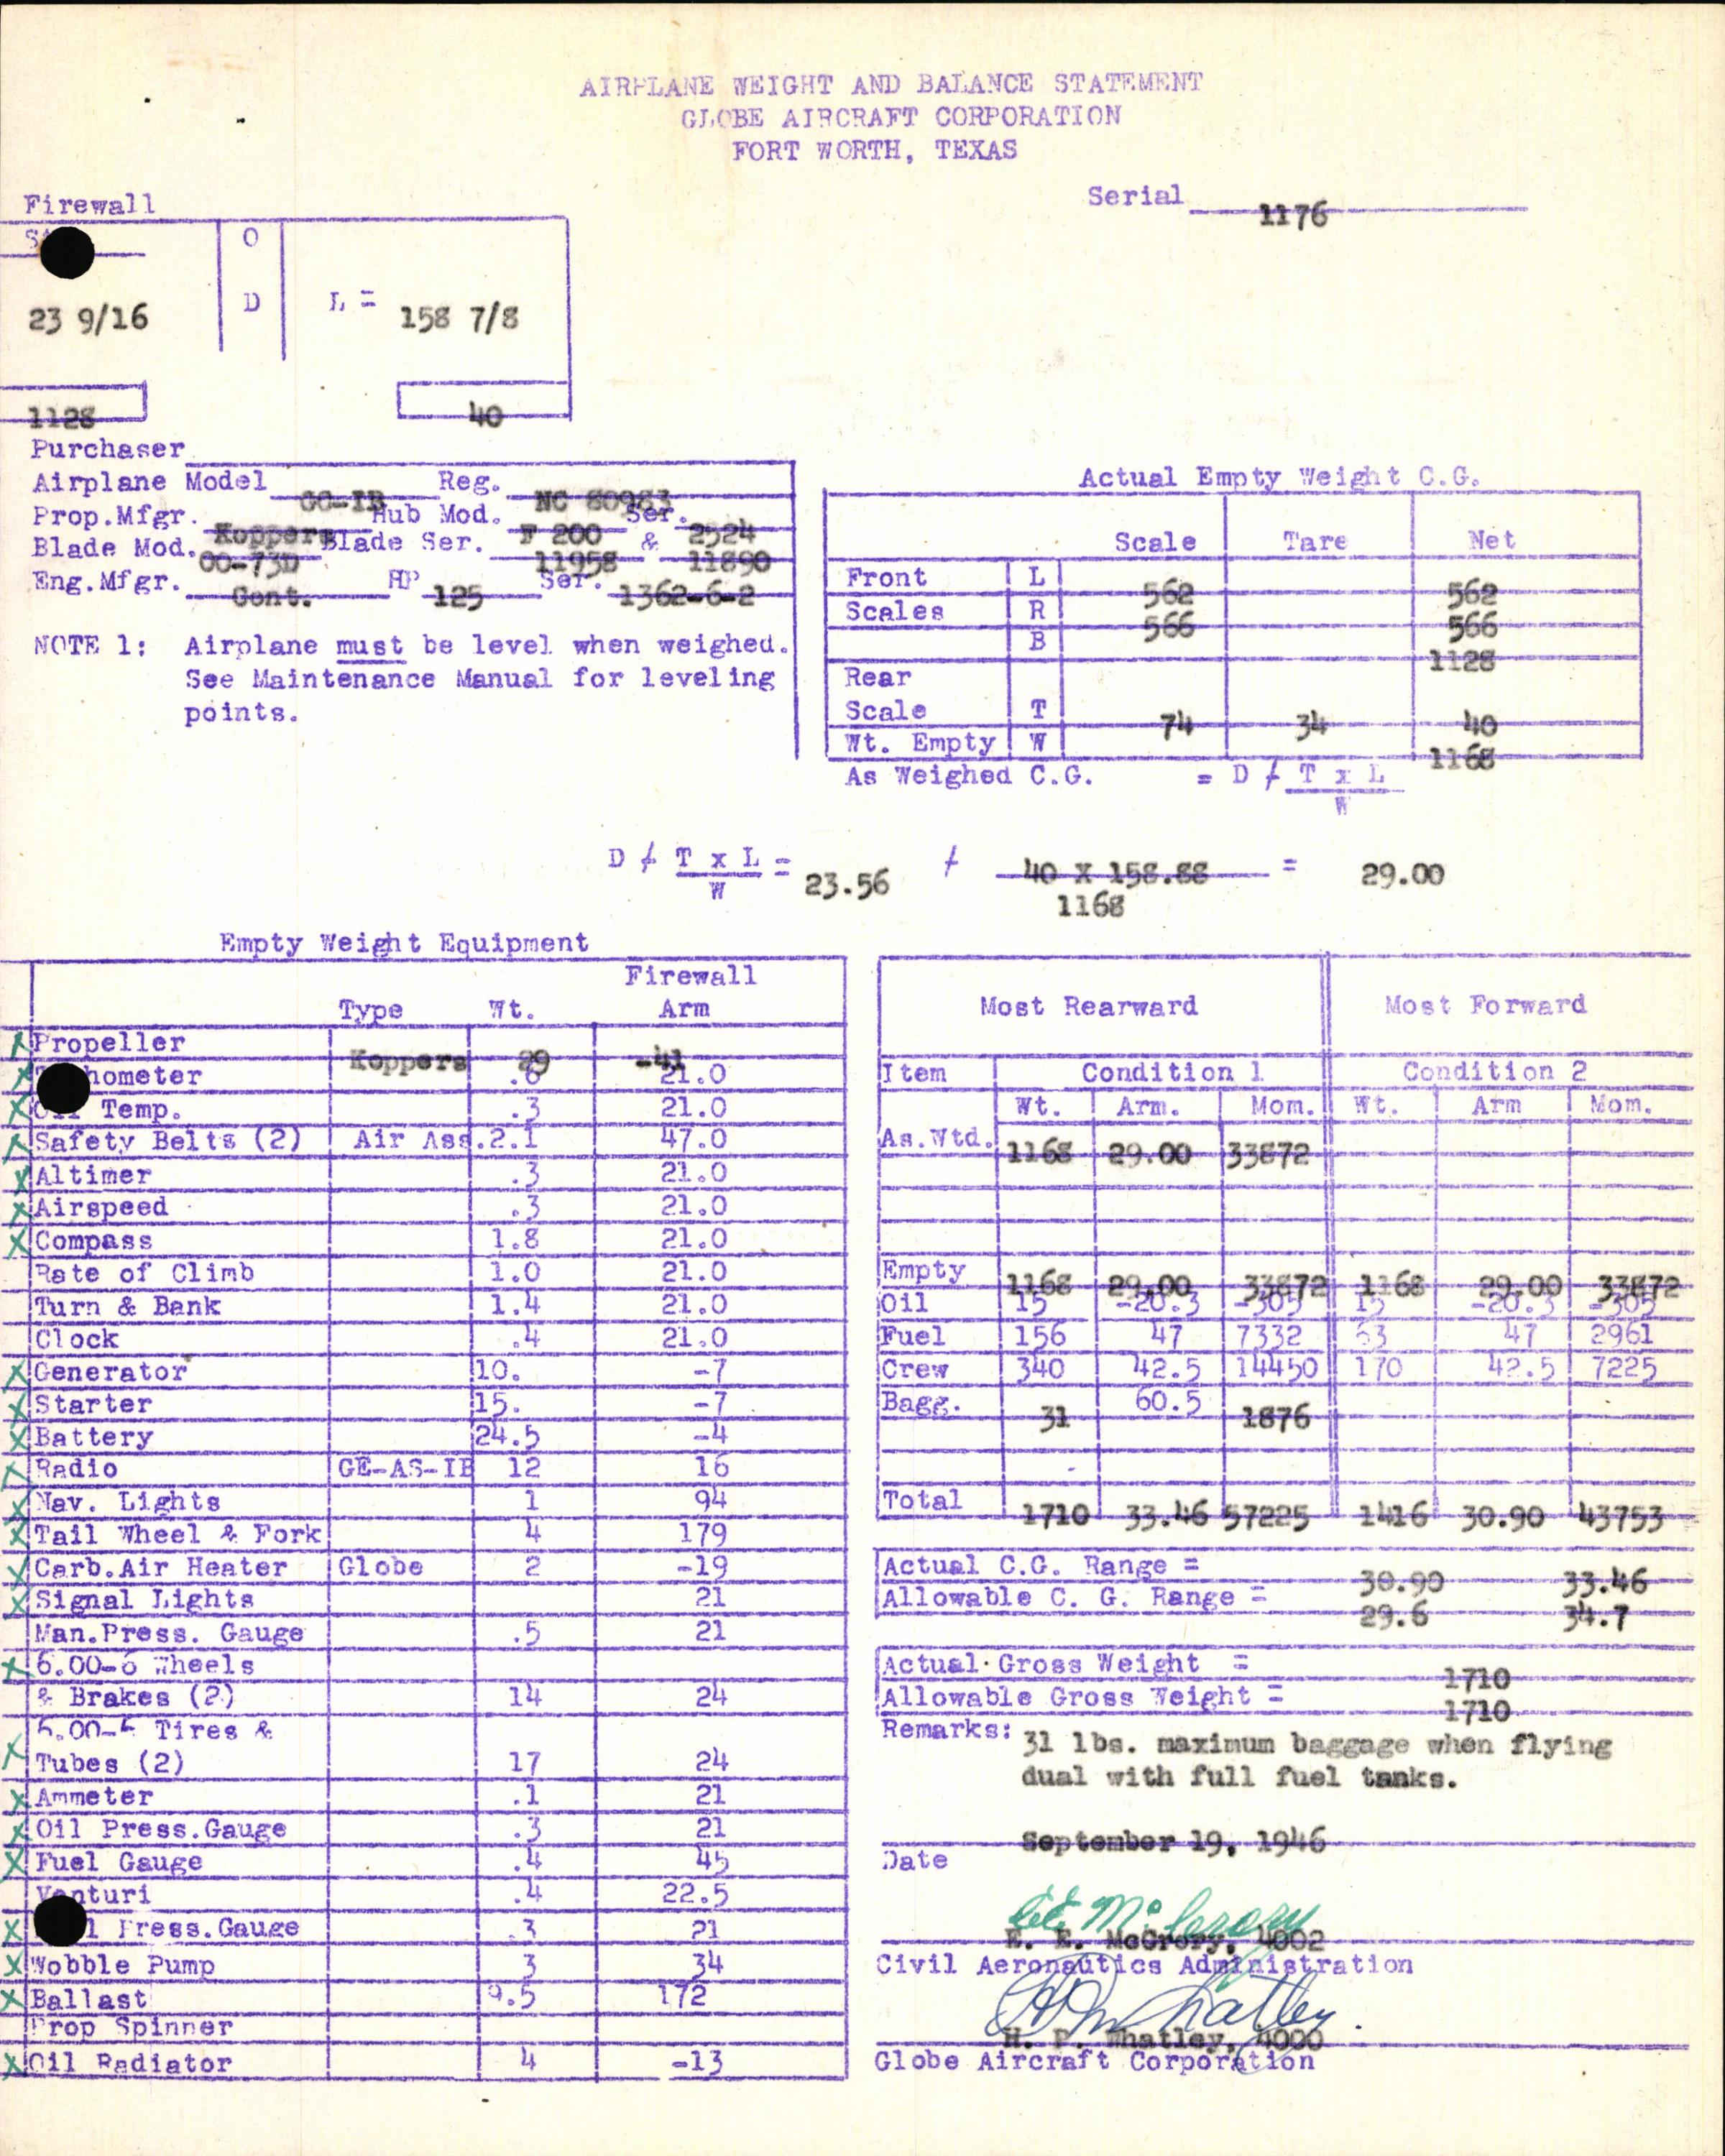 AIRPLANE WEIGHT AND BALANCE STATEMENT
GLOBE AIRCRAFT CORPORATION
FORT WORTH, TEXAS
Serial 1176
Firewall
O
D
23 9/16
L = 158 7/8
1128
40
Purchaser
Airplane Model GC-1B Reg. NC 80983
Prop.Mfgr. Koppers Hub Mod. F 200 Ser. 2524
Blade Mod. 00-73D Blade Ser. 11958 & 11890
Eng.Mfgr. Cont. HP 125 Ser. 1362-6-2
NOTE 1: Airplane must be level when weighed.
See Maintenance Manual for leveling
points.
Actual Empty Weight C.G.
Scale Tare Net
Front L 562 562
Scales R 566 566
B 1128
Rear
Scale T 74 34 40
Wt. Empty W 1168
As Weighed C.G. = D / T x L
W
D / T x L = 23.56 / 40 X 158.88 = 29.00
W 1168
Empty Weight Equipment
Firewall
Type Wt. Arm
Propeller Koppers 29 -41
hometer .6 21.0
Temp. .3 21.0
Safety Belts (2) Air Ass. 2.1 47.0
Altimer .3 21.0
Airspeed .3 21.0
Compass 1.8 21.0
Rate of Climb 1.0 21.0
Turn & Bank 1.4 21.0
Clock .4 21.0
Generator 10. -7
Starter 15. -7
Battery 24.5 -4
Radio GE-AS-IB 12 16
Nav. Lights 1 94
Tail Wheel & Fork 4 179
Carb.Air Heater Globe 2 -19
Signal Lights 21
Man.Press. Gauge .5 21
6.00-6 Wheels
& Brakes (2) 14 24
Tires &
Tubes (2) 17 24
Ammeter .1 21
Oil Press.Gauge .3 21
Fuel Gauge .4 45
Venturi .4 22.5
l Press.Gauge .3 21
Wobble Pump 3 34
Ballast 9.5 172
Prop Spinner
Oil Radiator 4 -13
Most Rearward Most Forward
Item Condition 1 Condition 2
Wt. Arm. Mom. Wt. Arm Mom.
As.Wtd. 1168 29.00 33872
Empty 1168 29.00 33872 1168 29.00 33872
Oil 15 -20.3 -305 15 -20.3 -305
Fuel 156 47 7332 63 47 2961
Crew 340 42.5 14450 170 42.5 7225
Bagg. 31 60.5 1876
Total 1710 33.46 57225 1416 30.90 43753
Actual C.G. Range = 30.90 33.46
Allowable C. G. Range = 29.6 34.7
Actual Gross Weight = 1710
Allowable Gross Weight = 1710
Remarks: 31 lbs. maximum baggage when flying
dual with full fuel tanks.
September 19, 1946
Date
EE McCrory
E. E. McCrory, 4002
Civil Aeronautics Administration
HP Whatley
H. P. Whatley, 4000
Globe Aircraft Corporation